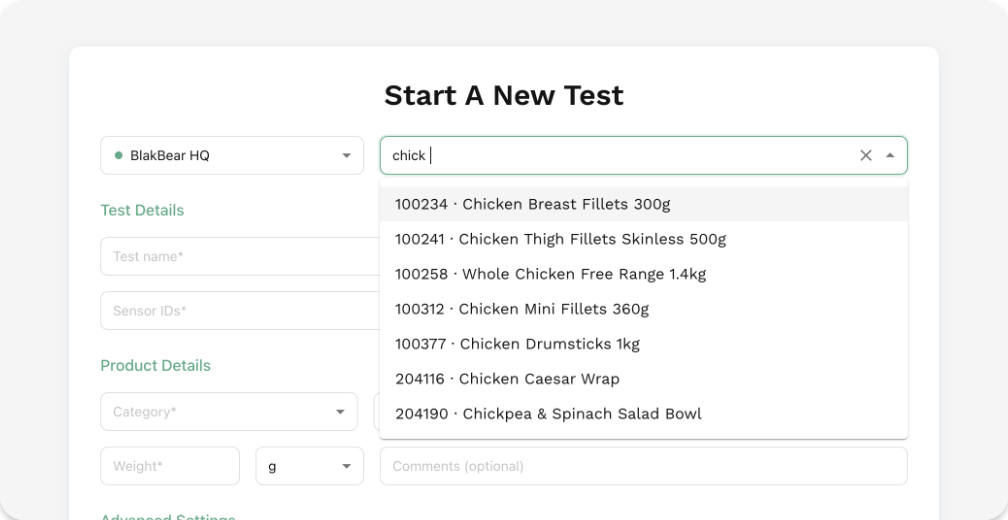 Start A New Test
BlakBear HQ
chick
Test Details
100234 · Chicken Breast Fillets 300g
100241 · Chicken Thigh Fillets Skinless 500g
Test name*
100258 · Whole Chicken Free Range 1.4kg
Sensor IDs*
100312 · Chicken Mini Fillets 360g
100377 · Chicken Drumsticks 1kg
Product Details
204116 · Chicken Caesar Wrap
Category*
204190 · Chickpea & Spinach Salad Bowl
Weight*
g
Comments (optional)
Advanced Settings